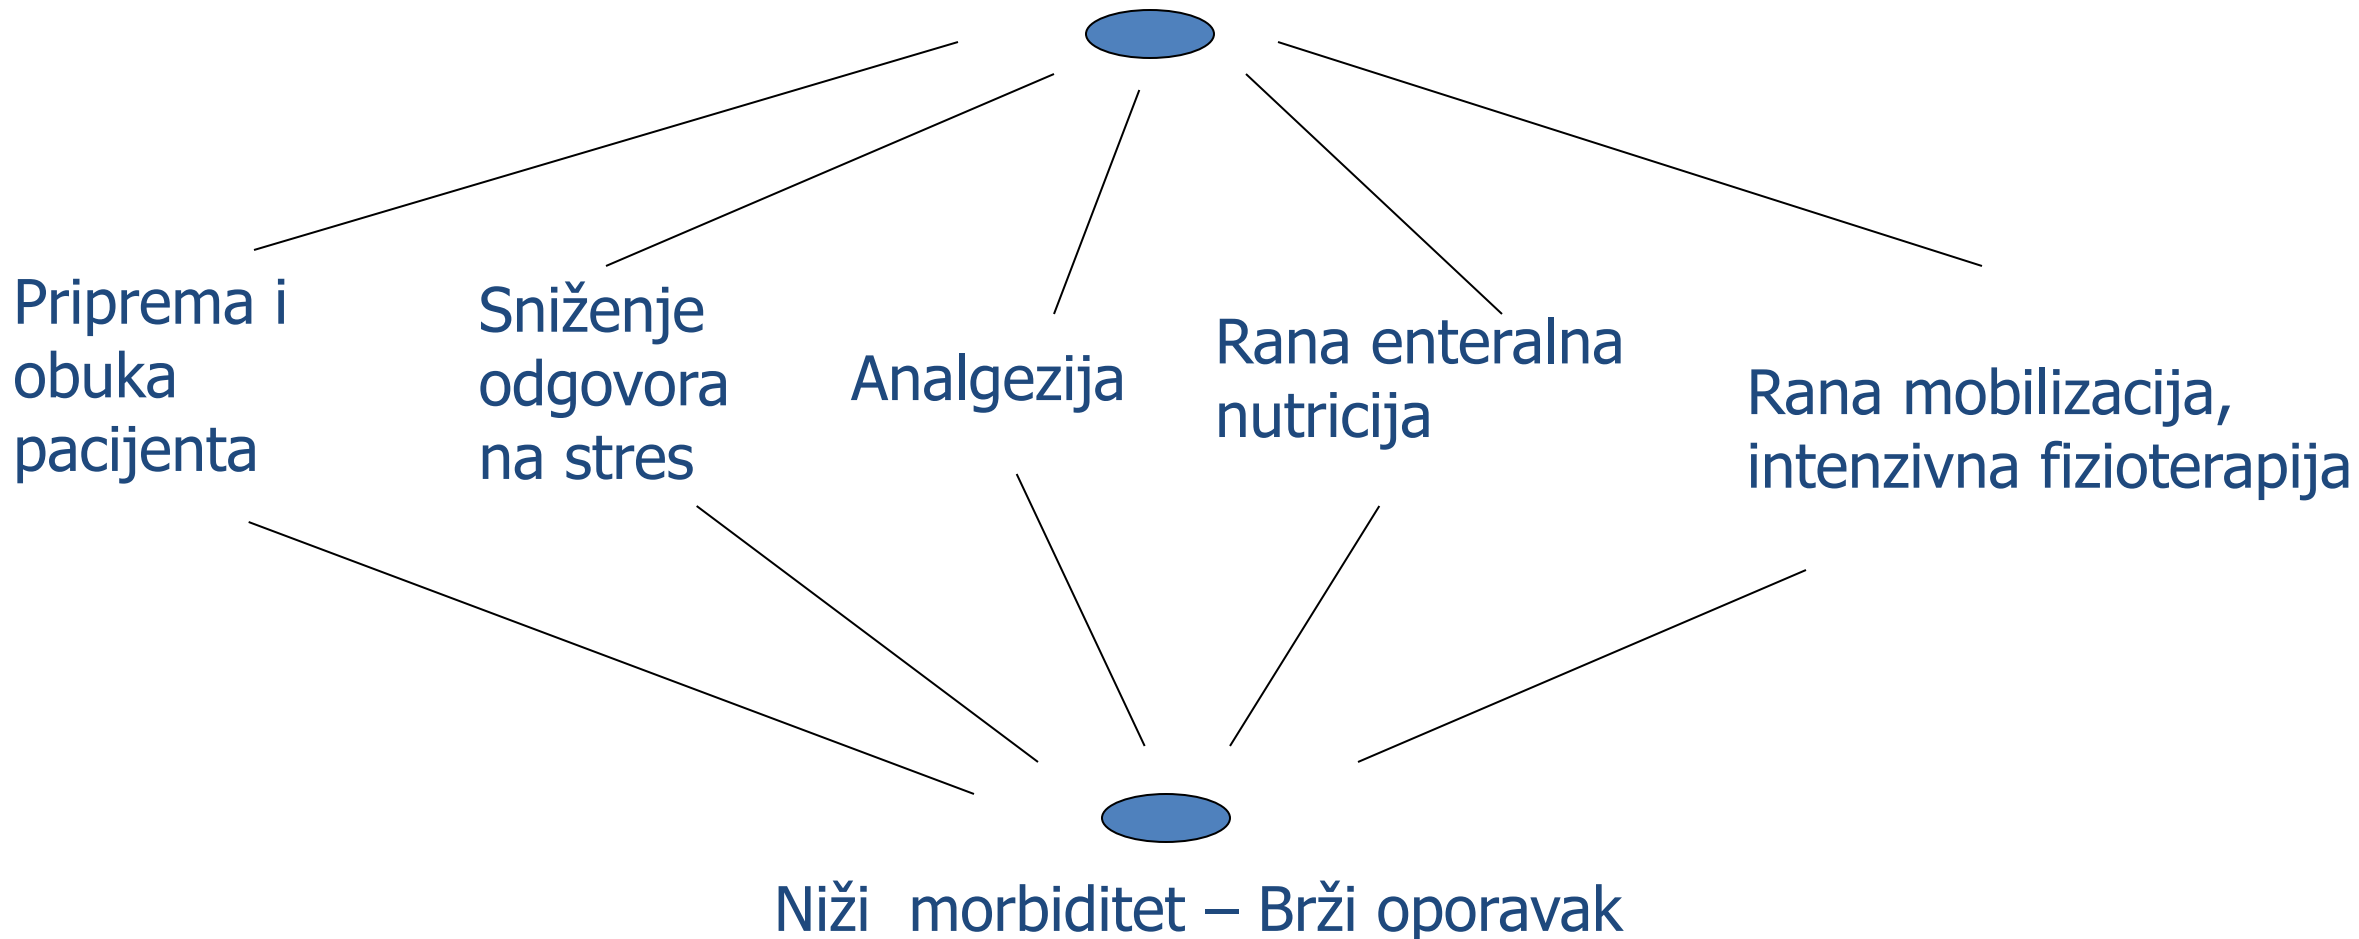 Priprema i
obuka
pacijenta
Sniženje
odgovora
na stres
Analgezija
Rana enteralna
nutricija
Rana mobilizacija,
intenzivna fizioterapija
Niži  morbiditet – Brži oporavak